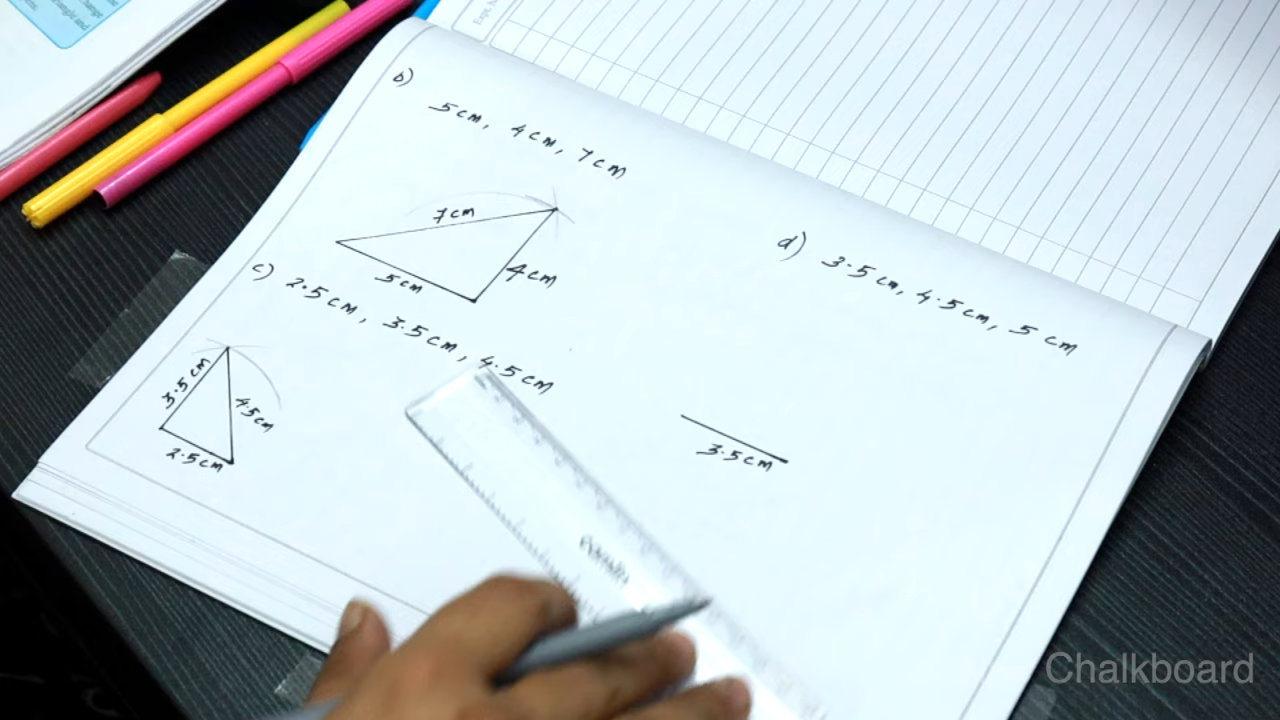 b)
5cm, 4cm, 7cm
7cm
4cm
5cm
c) 2.5cm, 3.5cm, 4.5cm
3.5cm
4.5cm
2.5cm
d) 3.5cm, 4.5cm, 5cm
3.5cm
Chalkboard